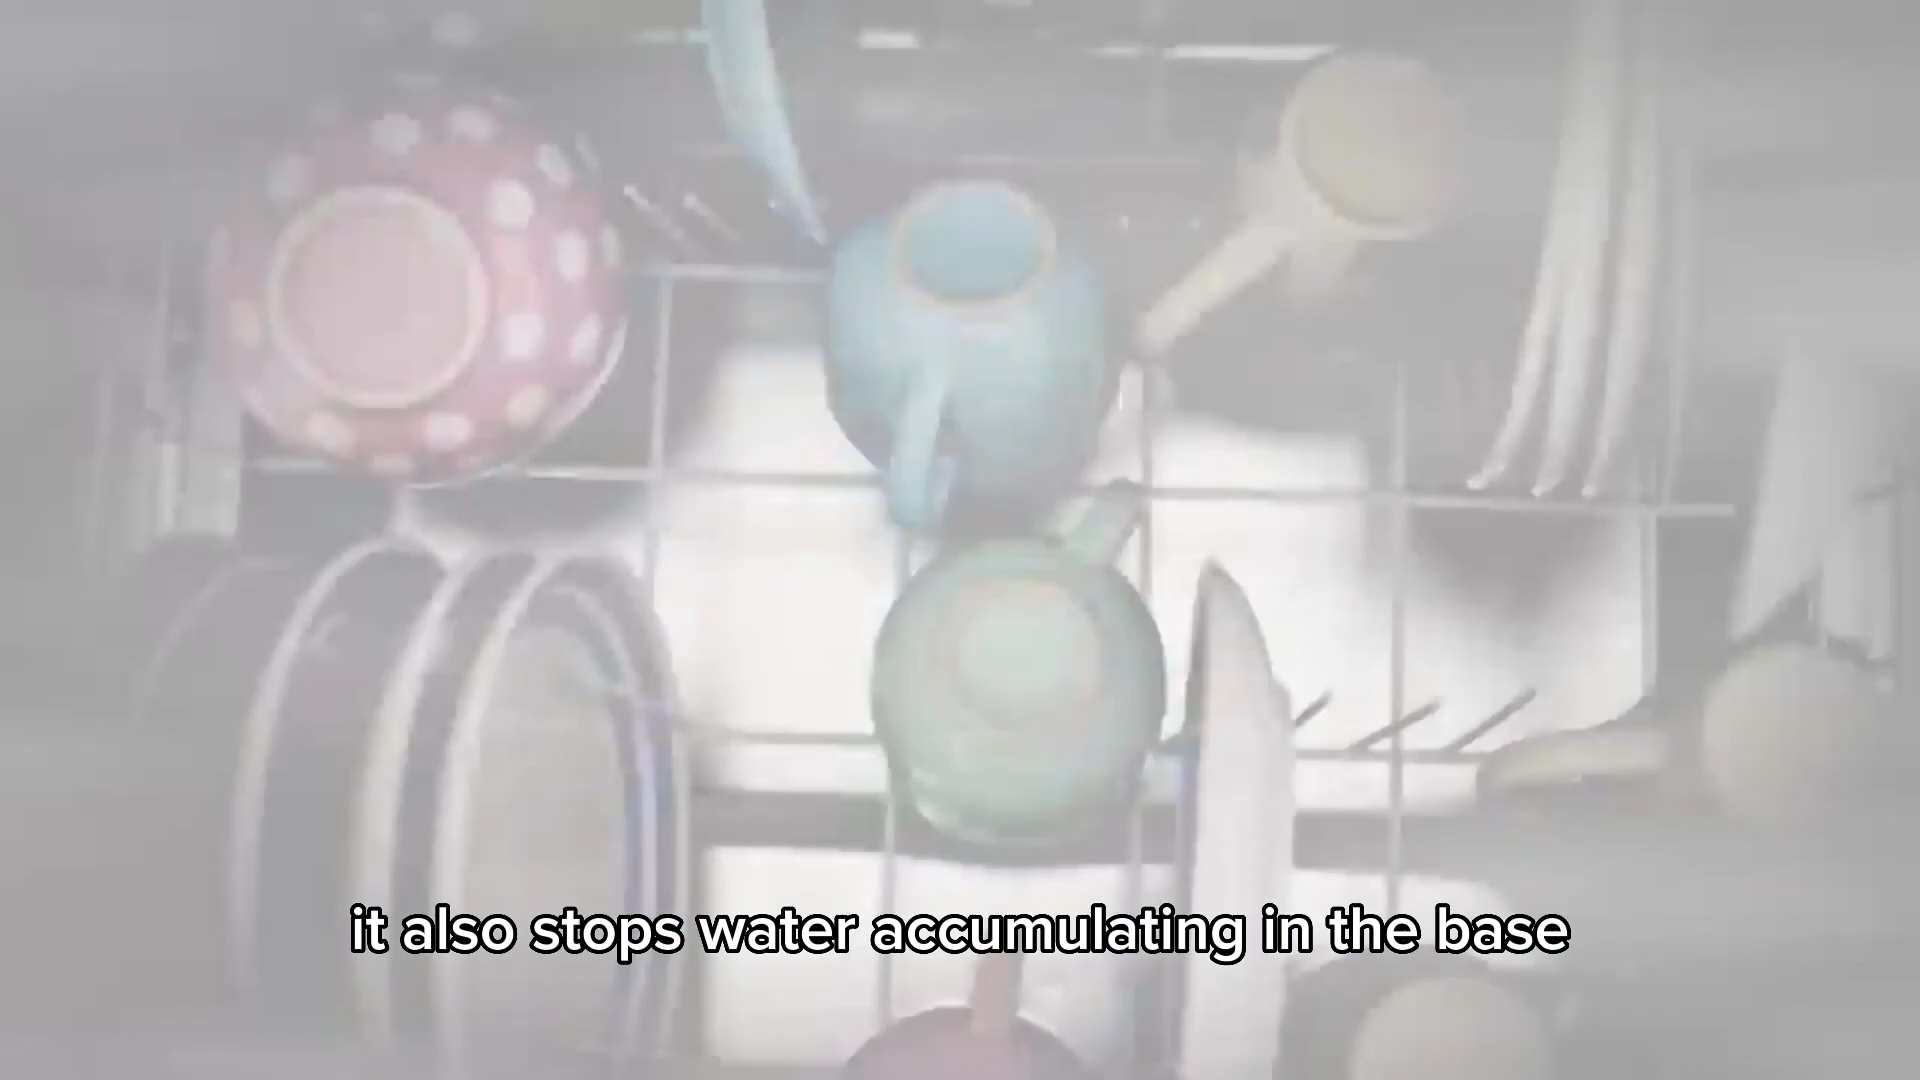 it also stops water accumulating in the base